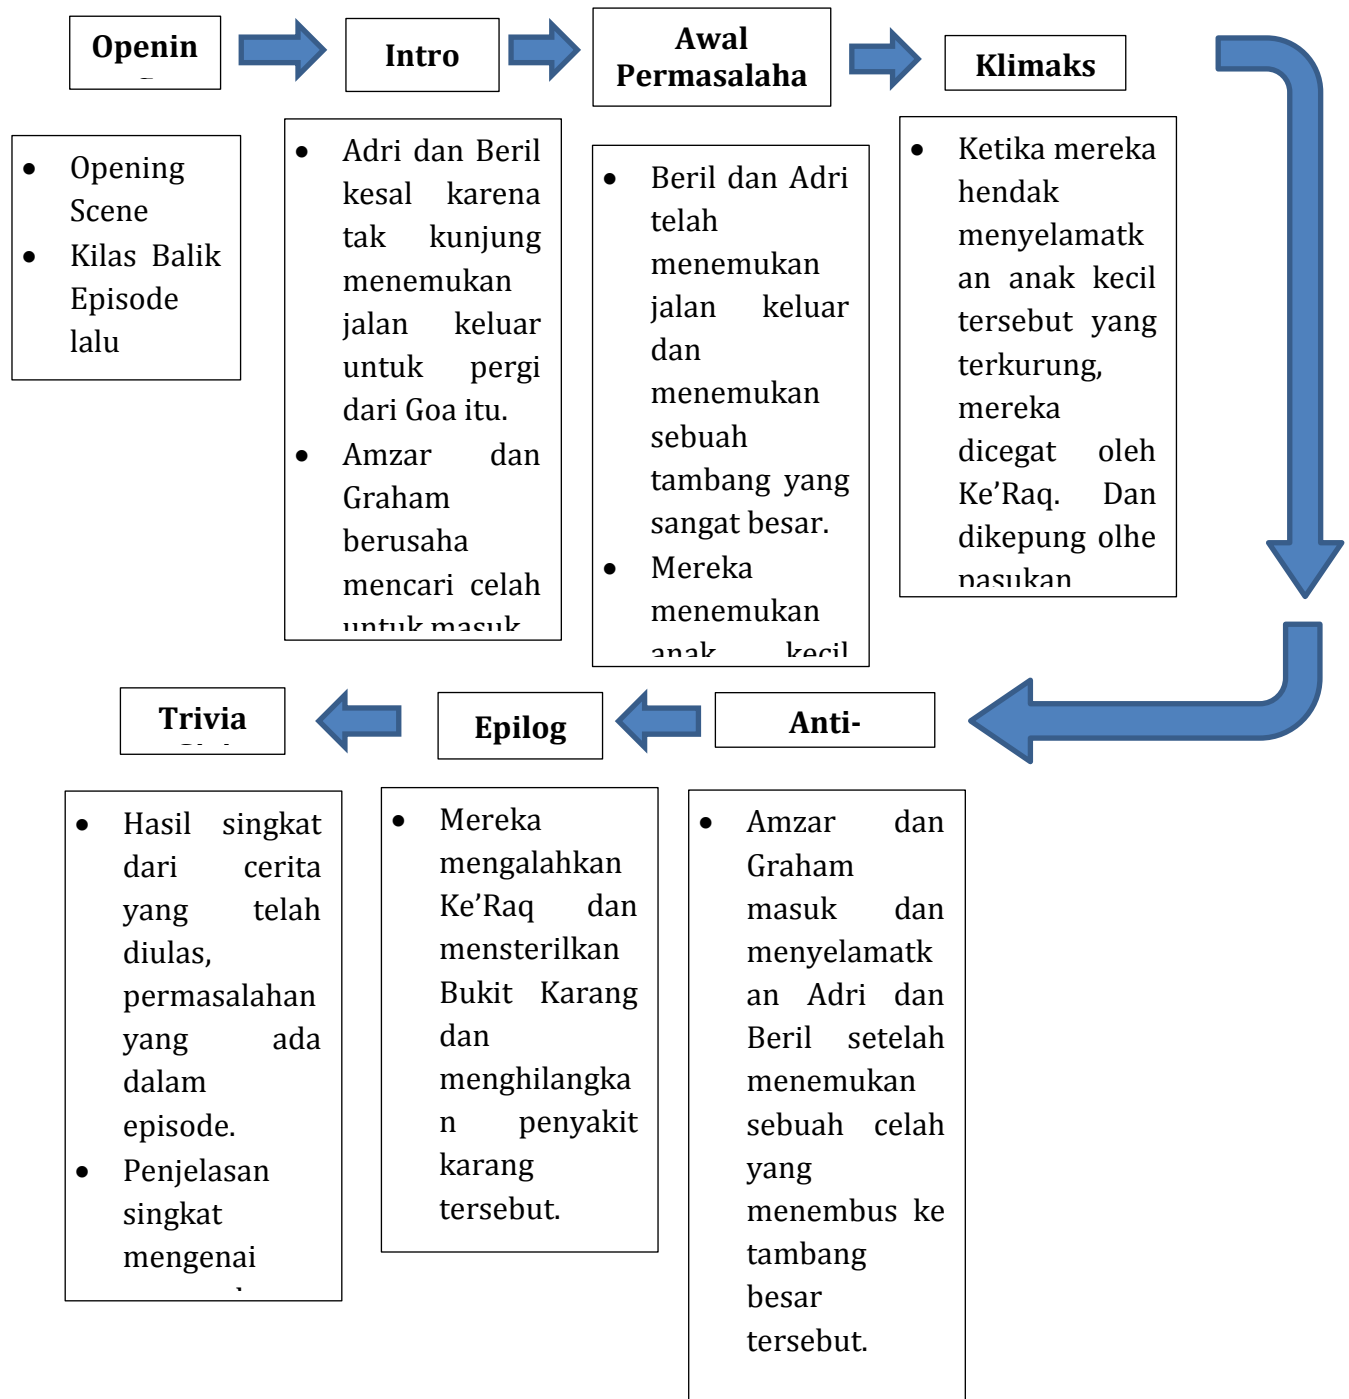 Openin
Intro
Awal
Permasalaha
Klimaks
• Opening
Scene
• Kilas Balik
Episode
lalu
• Adri dan Beril
kesal karena
tak kunjung
menemukan
jalan keluar
untuk pergi
dari Goa itu.
• Amzar dan
Graham
berusaha
mencari celah
untuk masuk
• Beril dan Adri
telah
menemukan
jalan keluar
dan
menemukan
sebuah
tambang yang
sangat besar.
• Mereka
menemukan
anak kecil
• Ketika mereka
hendak
menyelamatk
an anak kecil
tersebut yang
terkurung,
mereka
dicegat oleh
Ke’Raq. Dan
dikepung olhe
pasukan
Trivia
Epilog
Anti-
• Hasil singkat
dari cerita
yang telah
diulas,
permasalahan
yang ada
dalam
episode.
• Penjelasan
singkat
mengenai
• Mereka
mengalahkan
Ke’Raq dan
mensterilkan
Bukit Karang
dan
menghilangka
n penyakit
karang
tersebut.
• Amzar dan
Graham
masuk dan
menyelamatk
an Adri dan
Beril setelah
menemukan
sebuah celah
yang
menembus ke
tambang
besar
tersebut.